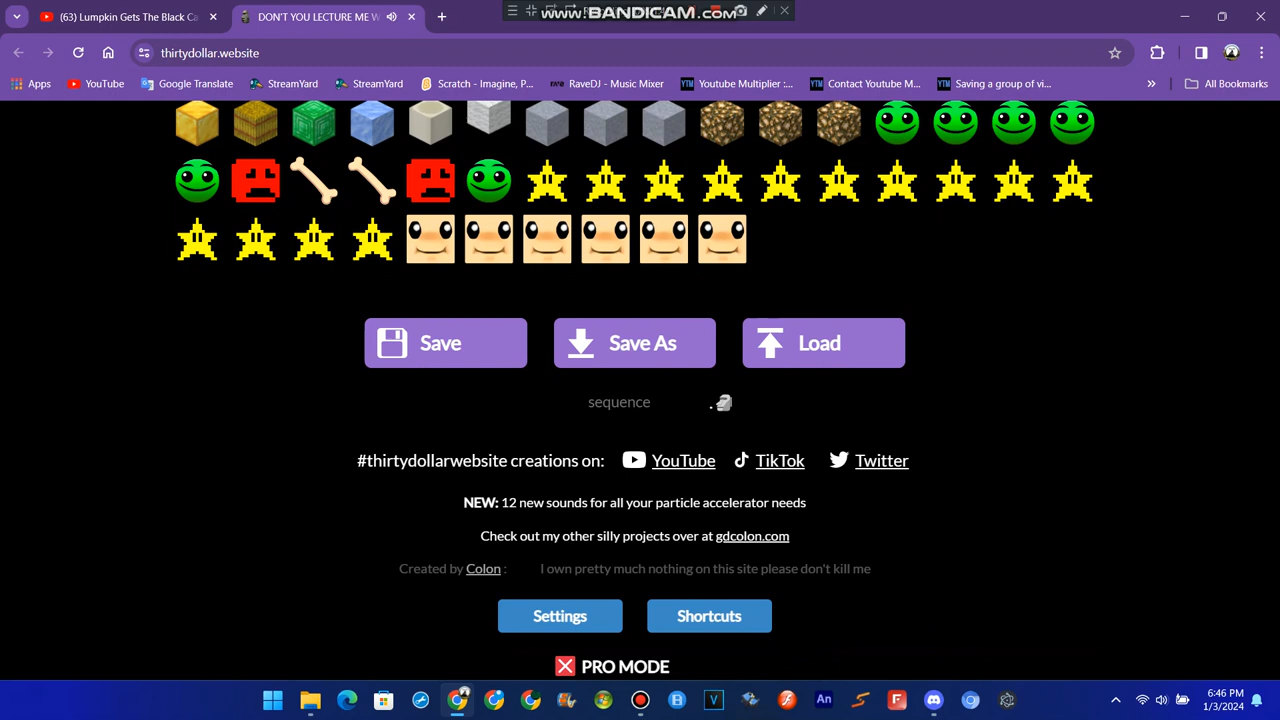 www.BANDICAM.com
(63) Lumpkin Gets The Black Ca
DON'T YOU LECTURE ME W
thirtydollar.website
Apps
YouTube
Google Translate
StreamYard
StreamYard
Scratch - Imagine, P...
RaveDJ - Music Mixer
Youtube Multiplier :...
Contact Youtube M...
Saving a group of vi...
All Bookmarks
Save
Save As
Load
sequence
.🗿
#thirtydollarwebsite creations on: YouTube TikTok Twitter
NEW: 12 new sounds for all your particle accelerator needs
Check out my other silly projects over at gdcolon.com
Created by Colon : I own pretty much nothing on this site please don't kill me
Settings
Shortcuts
PRO MODE
6:46 PM
1/3/2024